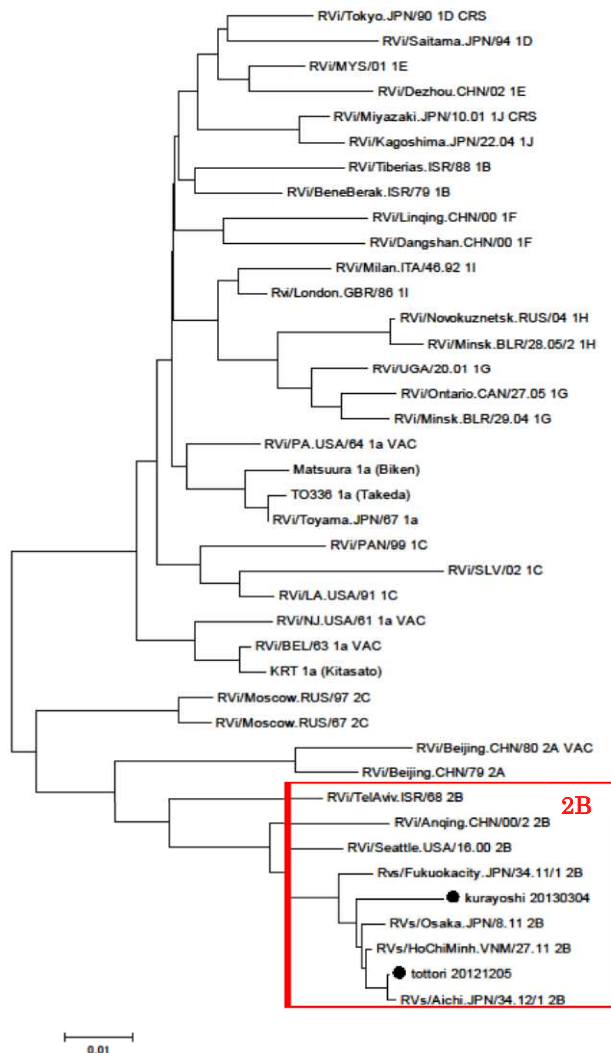 RVi/Tokyo.JPN/90 1D CRS
RVi/Saitama.JPN/94 1D
RVi/MYS/01 1E
RVi/Dezhou.CHN/02 1E
RVi/Miyazaki.JPN/10.01 1J CRS
RVi/Kagoshima.JPN/22.04 1J
RVi/Tiberias.ISR/88 1B
RVi/BeneBerak.ISR/79 1B
RVi/Linqing.CHN/00 1F
RVi/Dangshan.CHN/00 1F
RVi/Milan.ITA/46.92 1I
Rvi/London.GBR/86 1I
RVi/Novokuznetsk.RUS/04 1H
RVi/Minsk.BLR/28.05/2 1H
RVi/UGA/20.01 1G
RVi/Ontario.CAN/27.05 1G
RVi/Minsk.BLR/29.04 1G
RVi/PA.USA/64 1a VAC
Matsuura 1a (Biken)
TO336 1a (Takeda)
RVi/Toyama.JPN/67 1a
RVi/PAN/99 1C
RVi/SLV/02 1C
RVi/LA.USA/91 1C
RVi/NJ.USA/61 1a VAC
RVi/BEL/63 1a VAC
KRT 1a (Kitasato)
RVi/Moscow.RUS/97 2C
RVi/Moscow.RUS/67 2C
RVi/Beijing.CHN/80 2A VAC
RVi/Beijing.CHN/79 2A
RVi/TelAviv.ISR/68 2B
2B
RVi/Anqing.CHN/00/2 2B
RVi/Seattle.USA/16.00 2B
Rvs/Fukuokacity.JPN/34.11/1 2B
kurayoshi 20130304
RVs/Osaka.JPN/8.11 2B
RVs/HoChiMinh.VNM/27.11 2B
tottori 20121205
RVs/Aichi.JPN/34.12/1 2B
0.01